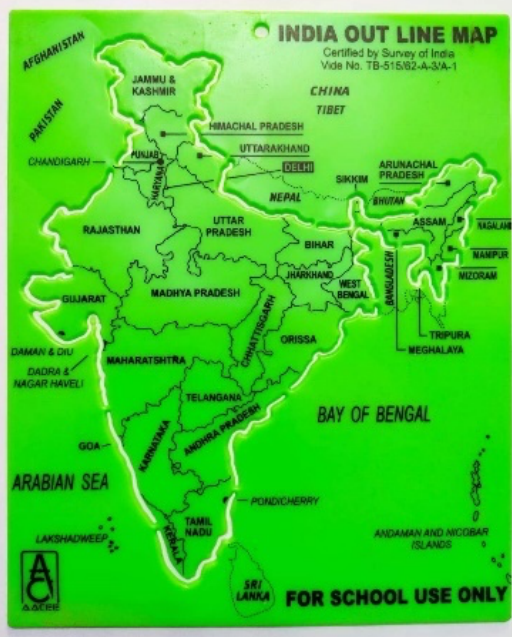 INDIA OUT LINE MAP
Certified by Survey of India
Vide No. TB-515/62-A-3/A-1
AFGHANISTAN
PAKISTAN
JAMMU &
KASHMIR
CHINA
TIBET
HIMACHAL PRADESH
UTTARAKHAND
CHANDIGARH
PUNJAB
DELHI
HARYANA
NEPAL
SIKKIM
ARUNACHAL
PRADESH
BHUTAN
ASSAM
NAGALAND
MANIPUR
MIZORAM
TRIPURA
MEGHALAYA
BANGLADESH
RAJASTHAN
UTTAR
PRADESH
BIHAR
JHARKHAND
WEST
BENGAL
GUJARAT
MADHYA PRADESH
CHHATTISGARH
ORISSA
DAMAN & DIU
DADRA &
NAGAR HAVELI
MAHARATSHTRA
TELANGANA
ANDHRA PRADESH
KARNATAKA
GOA
BAY OF BENGAL
ARABIAN SEA
PONDICHERRY
TAMIL
NADU
KERALA
LAKSHADWEEP
ANDAMAN AND NICOBAR
ISLANDS
SRI
LANKA
AACEE
FOR SCHOOL USE ONLY